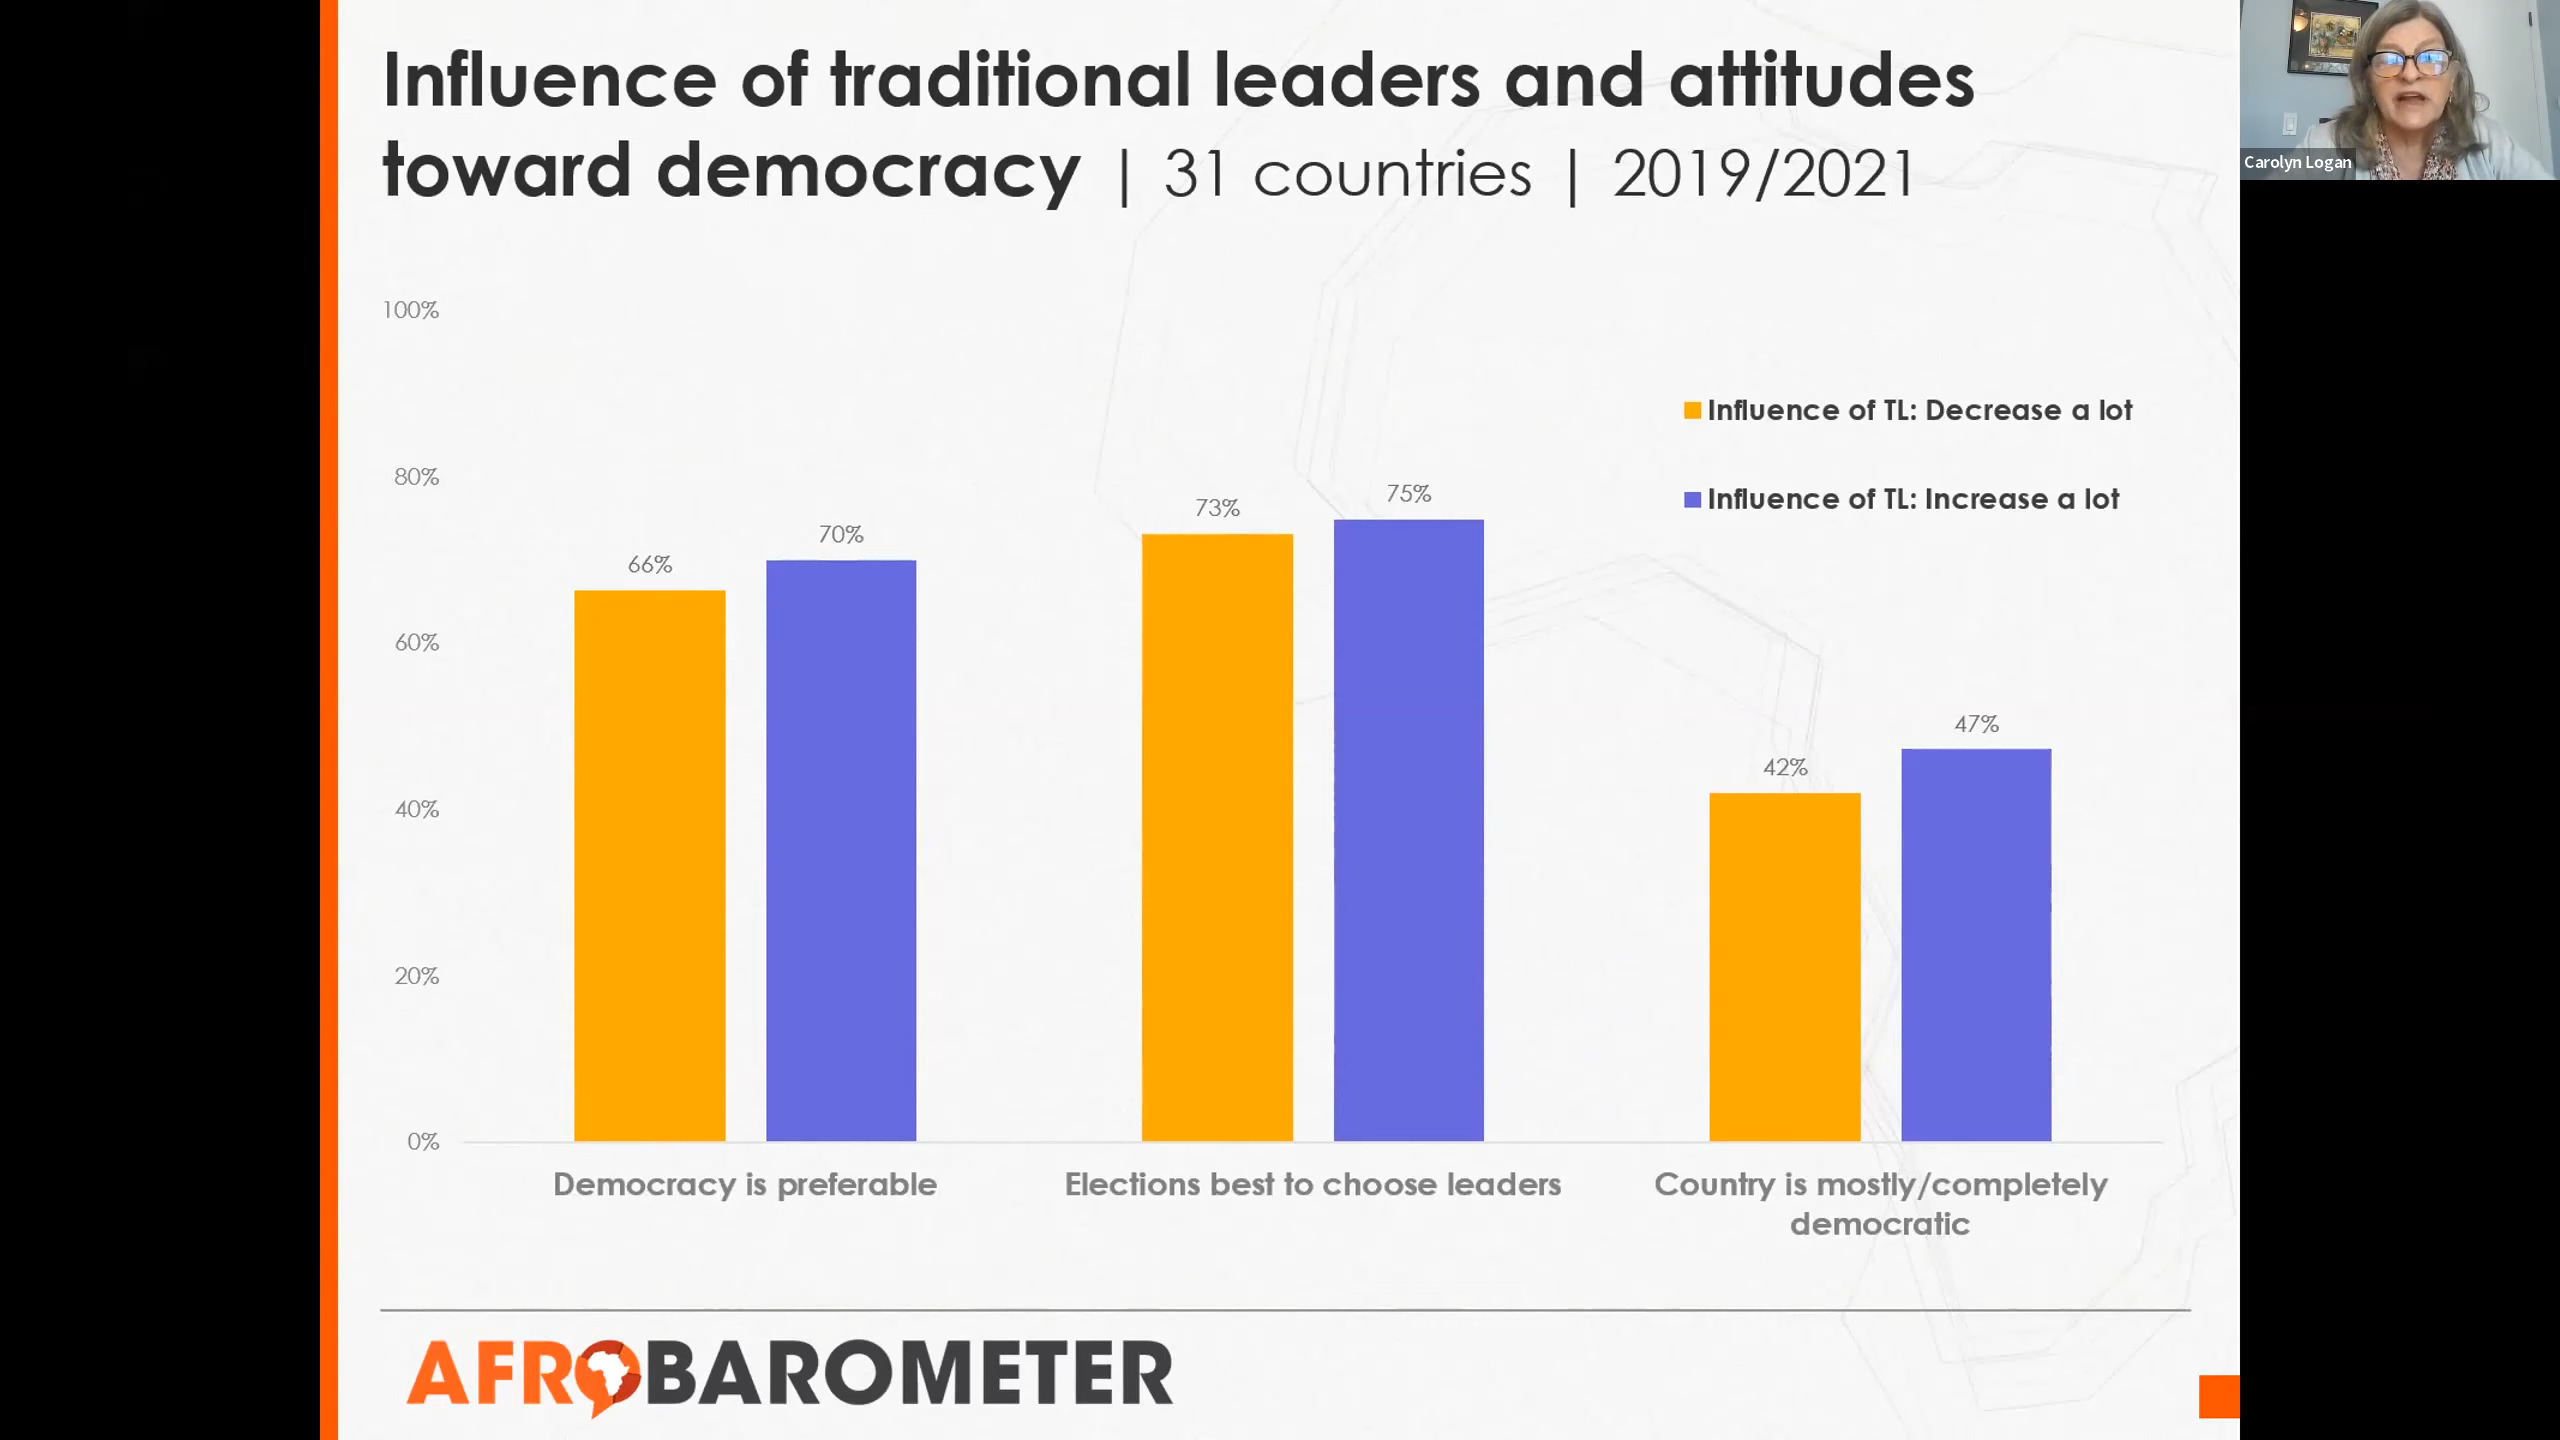 Influence of traditional leaders and attitudes
toward democracy | 31 countries | 2019/2021
Carolyn Logan
100%
80%
60%
40%
20%
0%
Influence of TL: Decrease a lot
Influence of TL: Increase a lot
66%
70%
73%
75%
42%
47%
Democracy is preferable
Elections best to choose leaders
Country is mostly/completely
democratic
AFROBAROMETER